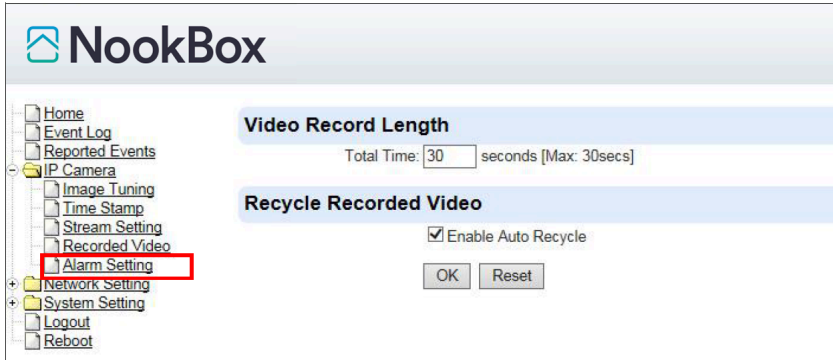 NookBox
Home
Event Log
Reported Events
IP Camera
Image Tuning
Time Stamp
Stream Setting
Recorded Video
Alarm Setting
Network Setting
System Setting
Logout
Reboot
Video Record Length
Total Time: 30 seconds [Max: 30secs]
Recycle Recorded Video
Enable Auto Recycle
OK Reset